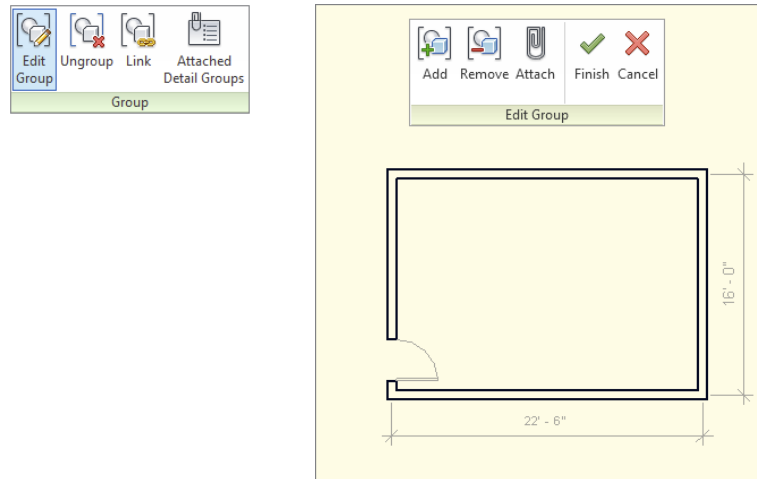 Edit Group
Ungroup
Link
Attached Detail Groups
Group
Add
Remove
Attach
Finish
Cancel
Edit Group
16' - 0"
22' - 6"